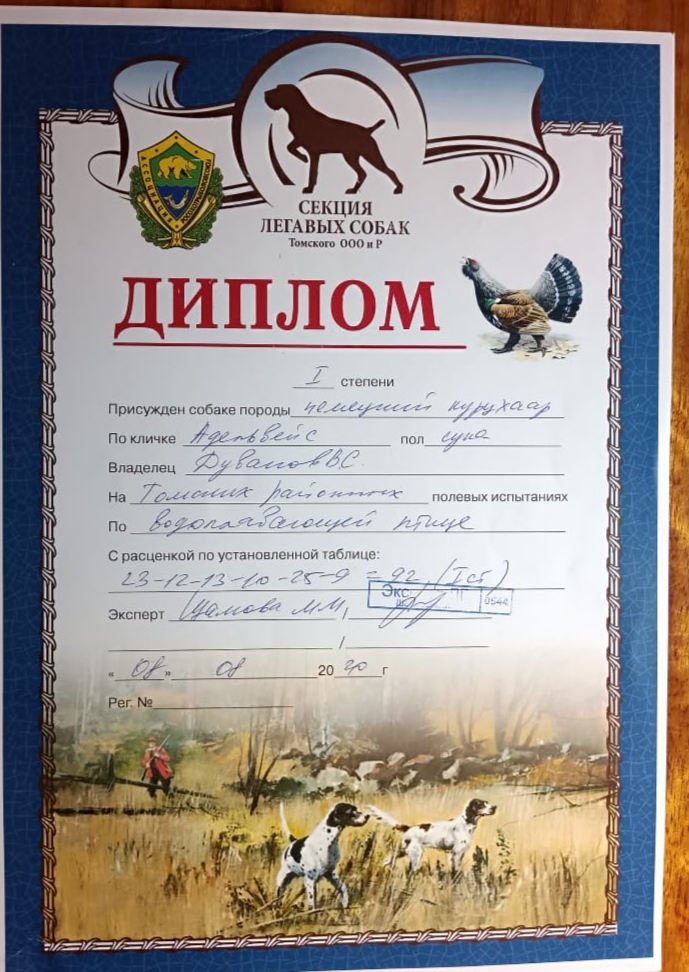 АССОЦИАЦИЯ
РОСОХОТРЫБОЛОВСОЮЗ
СЕКЦИЯ
ЛЕГАВЫХ СОБАК
Томского ООО и Р
ДИПЛОМ
I степени
Присужден собаке породы немецкий курцхаар
По кличке Адельвейс пол сука
Владелец Дуванов В.С.
На Томских районных полевых испытаниях
По водоплавающей птице
С расценкой по установленной таблице:
23-12-13-10-25-9 = 92 (I ст)
Эксперт М.М. /
/
«08» 08 2020 г
Рег. №